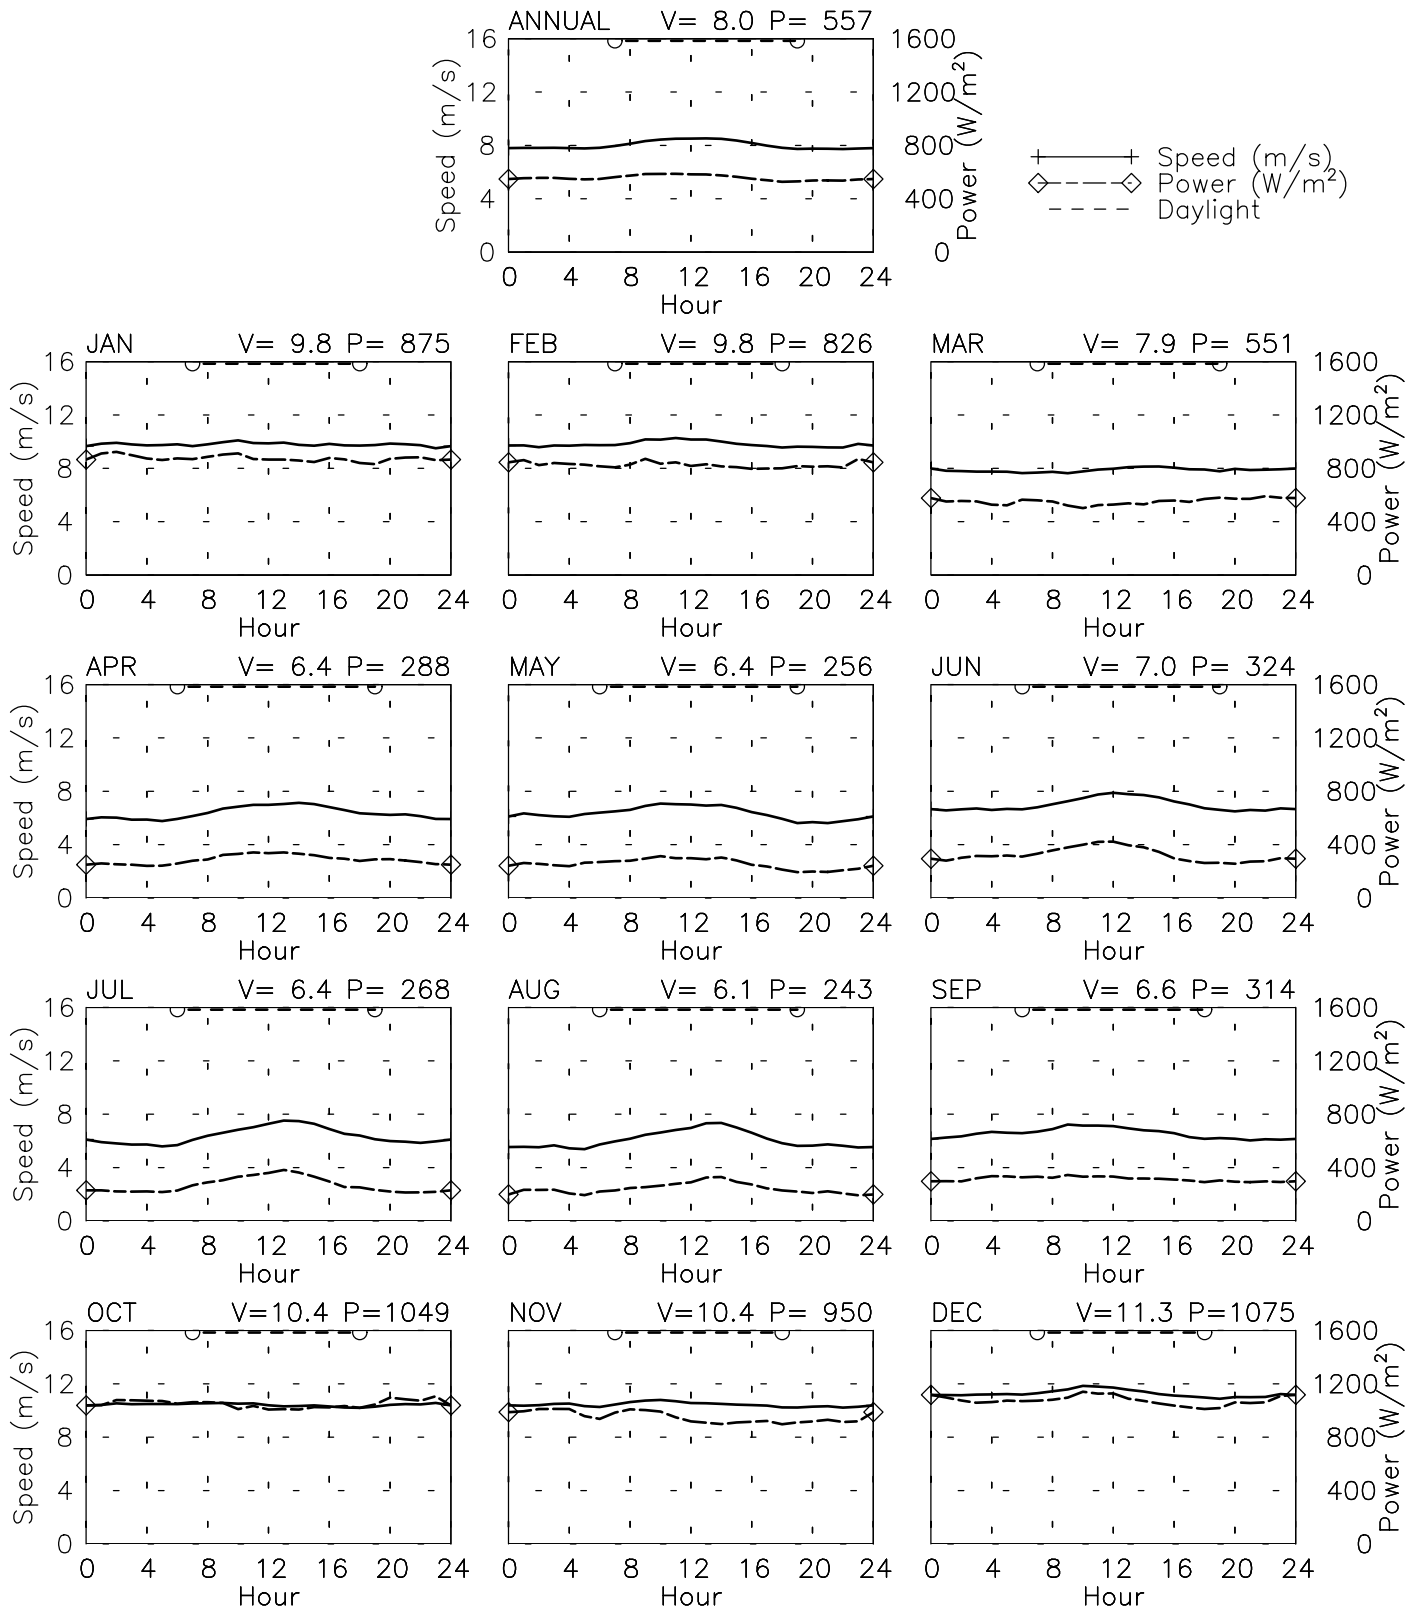 ANNUAL V= 8.0 P= 557
16 1600
12 1200
8 800
4 400
0 0
Speed (m/s)
Power (W/m²)
0 4 8 12 16 20 24
Hour
Speed (m/s)
Power (W/m²)
Daylight
JAN V= 9.8 P= 875
FEB V= 9.8 P= 826
MAR V= 7.9 P= 551
16 1600
12 1200
8 800
4 400
0 0
Speed (m/s)
Power (W/m²)
0 4 8 12 16 20 24
0 4 8 12 16 20 24
0 4 8 12 16 20 24
Hour Hour Hour
APR V= 6.4 P= 288
MAY V= 6.4 P= 256
JUN V= 7.0 P= 324
16 1600
12 1200
8 800
4 400
0 0
Speed (m/s)
Power (W/m²)
0 4 8 12 16 20 24
0 4 8 12 16 20 24
0 4 8 12 16 20 24
Hour Hour Hour
JUL V= 6.4 P= 268
AUG V= 6.1 P= 243
SEP V= 6.6 P= 314
16 1600
12 1200
8 800
4 400
0 0
Speed (m/s)
Power (W/m²)
0 4 8 12 16 20 24
0 4 8 12 16 20 24
0 4 8 12 16 20 24
Hour Hour Hour
OCT V=10.4 P=1049
NOV V=10.4 P= 950
DEC V=11.3 P=1075
16 1600
12 1200
8 800
4 400
0 0
Speed (m/s)
Power (W/m²)
0 4 8 12 16 20 24
0 4 8 12 16 20 24
0 4 8 12 16 20 24
Hour Hour Hour